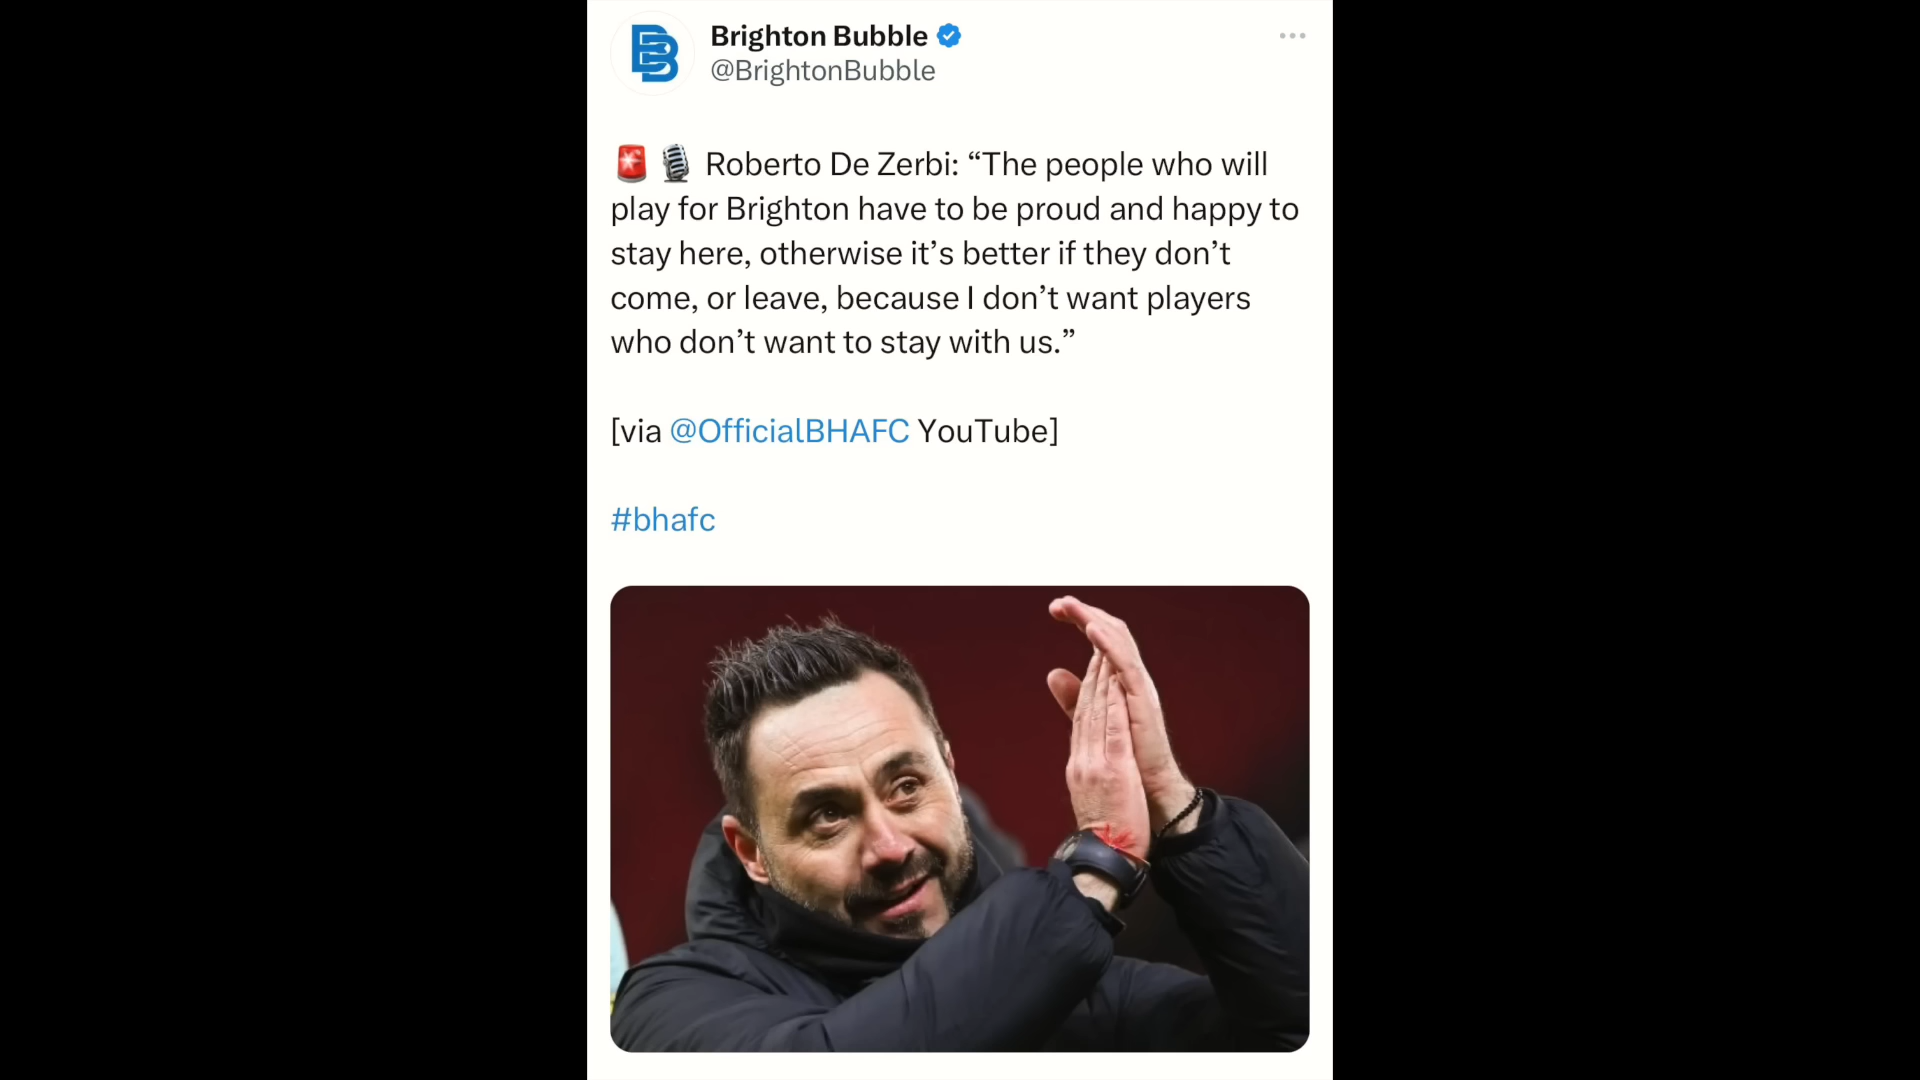 Brighton Bubble
@BrightonBubble
🚨🎙️ Roberto De Zerbi: “The people who will
play for Brighton have to be proud and happy to
stay here, otherwise it’s better if they don’t
come, or leave, because I don’t want players
who don’t want to stay with us.”
[via @OfficialBHAFC YouTube]
#bhafc